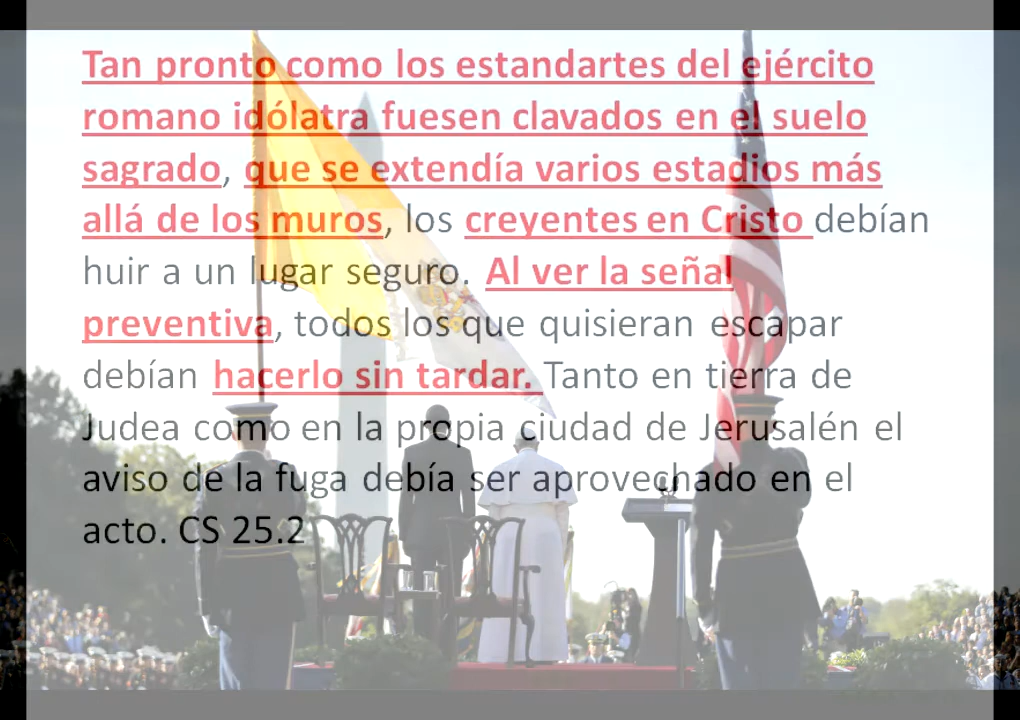 Tan pronto como los estandartes del ejército
romano idólatra fuesen clavados en el suelo
sagrado, que se extendía varios estadios más
allá de los muros, los creyentes en Cristo debían
huir a un lugar seguro. Al ver la señal
preventiva, todos los que quisieran escapar
debían hacerlo sin tardar. Tanto en tierra de
Judea como en la propia ciudad de Jerusalén el
aviso de la fuga debía ser aprovechado en el
acto. CS 25.2